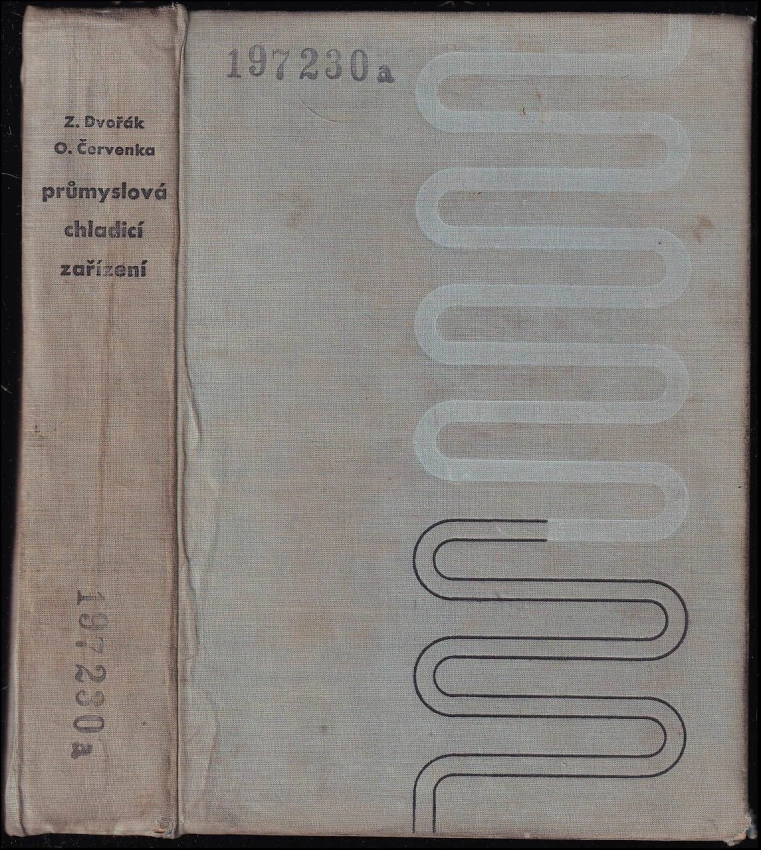 Z. Dvořák
O. Červenka
průmyslová
chladicí
zařízení
197230a
197230a